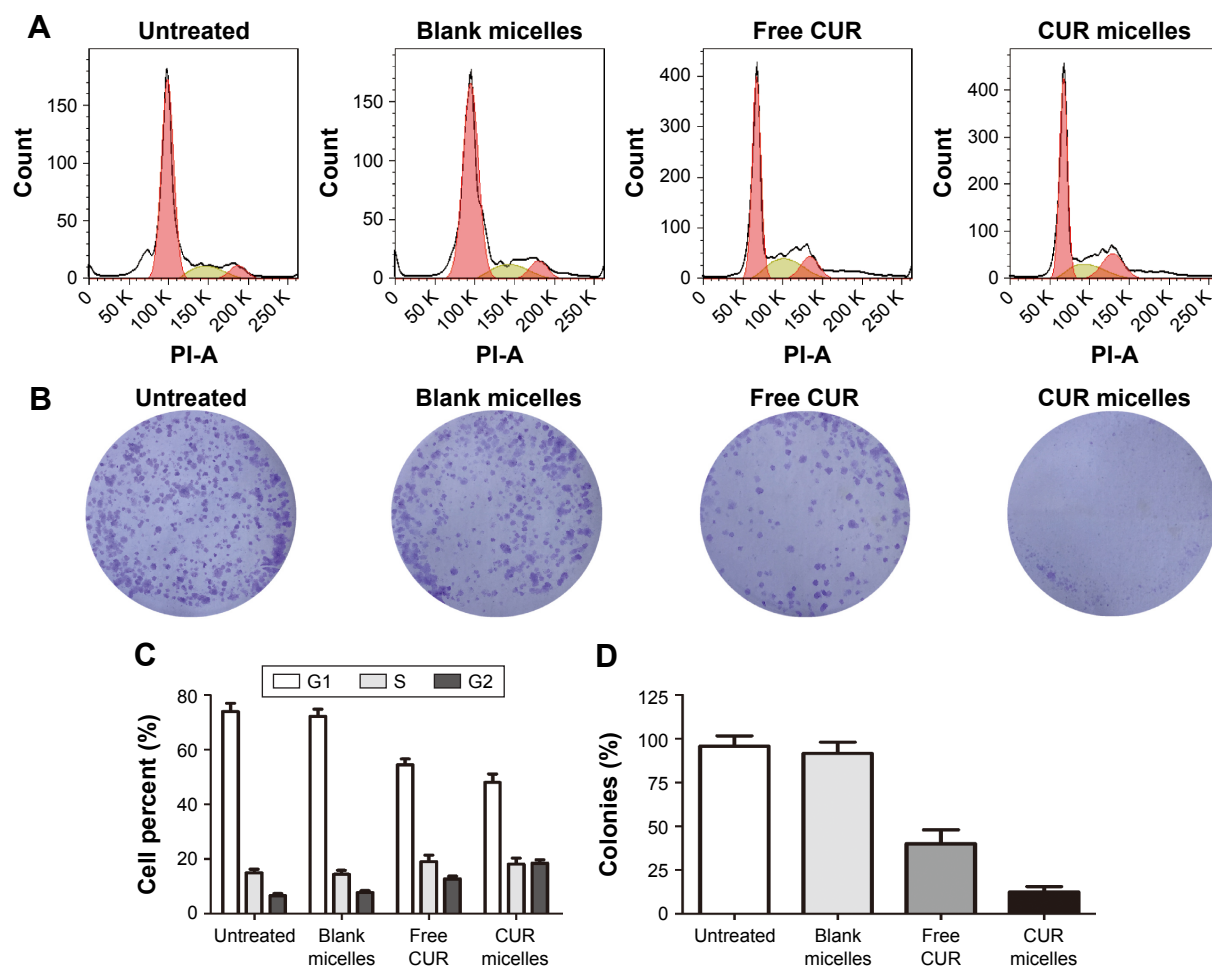 A
Untreated
Blank micelles
Free CUR
CUR micelles
Count
150
100
50
0
0
50 K
100 K
150 K
200 K
250 K
PI-A
Count
150
100
50
0
0
50 K
100 K
150 K
200 K
250 K
PI-A
Count
400
300
200
100
0
0
50 K
100 K
150 K
200 K
250 K
PI-A
Count
400
300
200
100
0
0
50 K
100 K
150 K
200 K
250 K
PI-A
B
Untreated
Blank micelles
Free CUR
CUR micelles
C
G1 S G2
Cell percent (%)
80
60
40
20
0
Untreated
Blank
micelles
Free
CUR
CUR
micelles
D
Colonies (%)
125
100
75
50
25
0
Untreated
Blank
micelles
Free
CUR
CUR
micelles